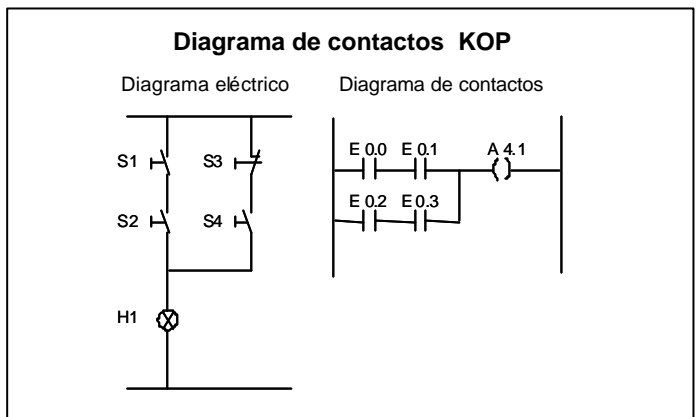 Diagrama de contactos KOP
Diagrama eléctrico
Diagrama de contactos
S1
S3
S2
S4
H1
E 0.0 E 0.1 A 4.1
E 0.2 E 0.3